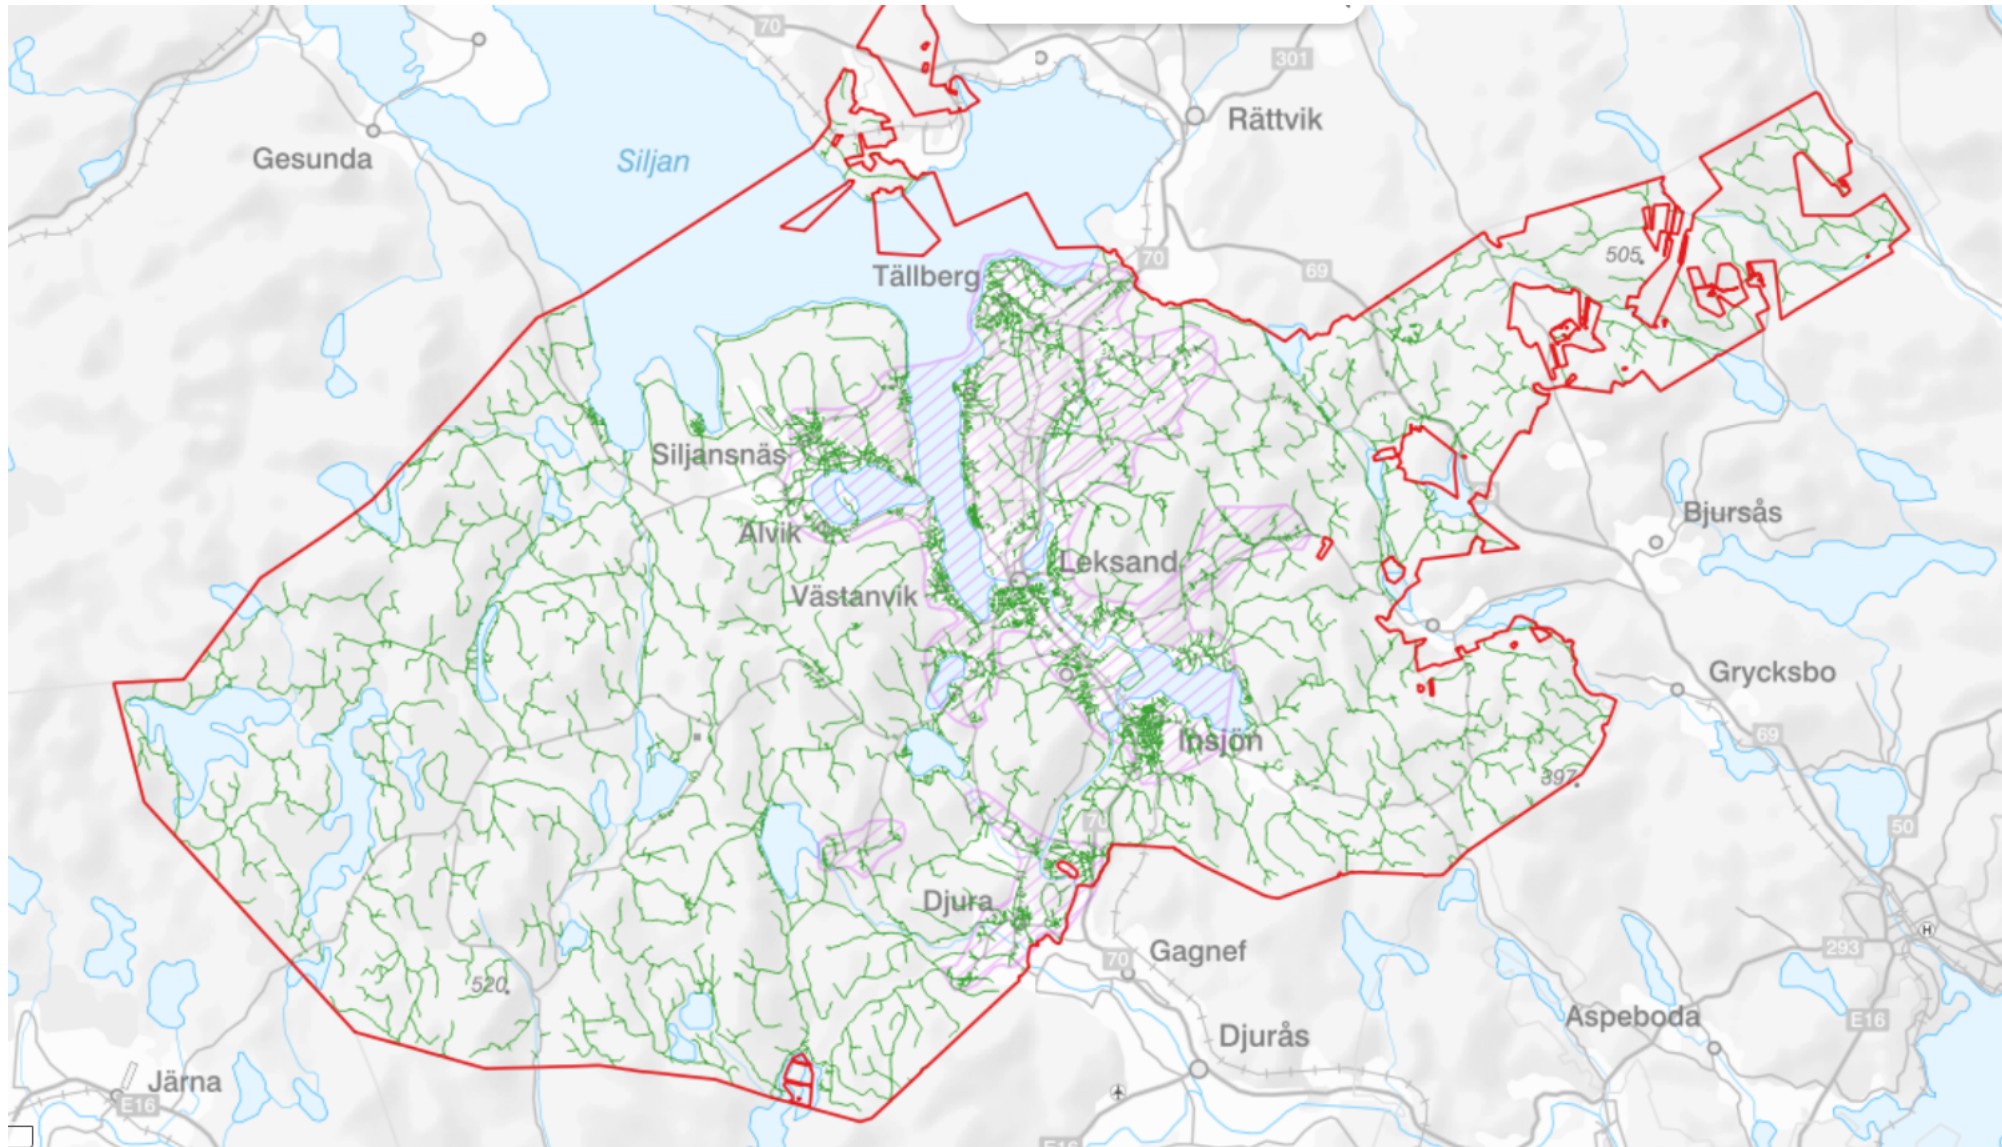 70
301
Rättvik
Gesunda
Siljan
70
69
505
Tällberg
Siljansnäs
Bjursås
Alvik
Leksand
Västanvik
Grycksbo
Insjön
69
397
70
50
Djura
H
293
Gagnef
70
520
Aspeboda
E16
Djurås
Järna
E16
E16